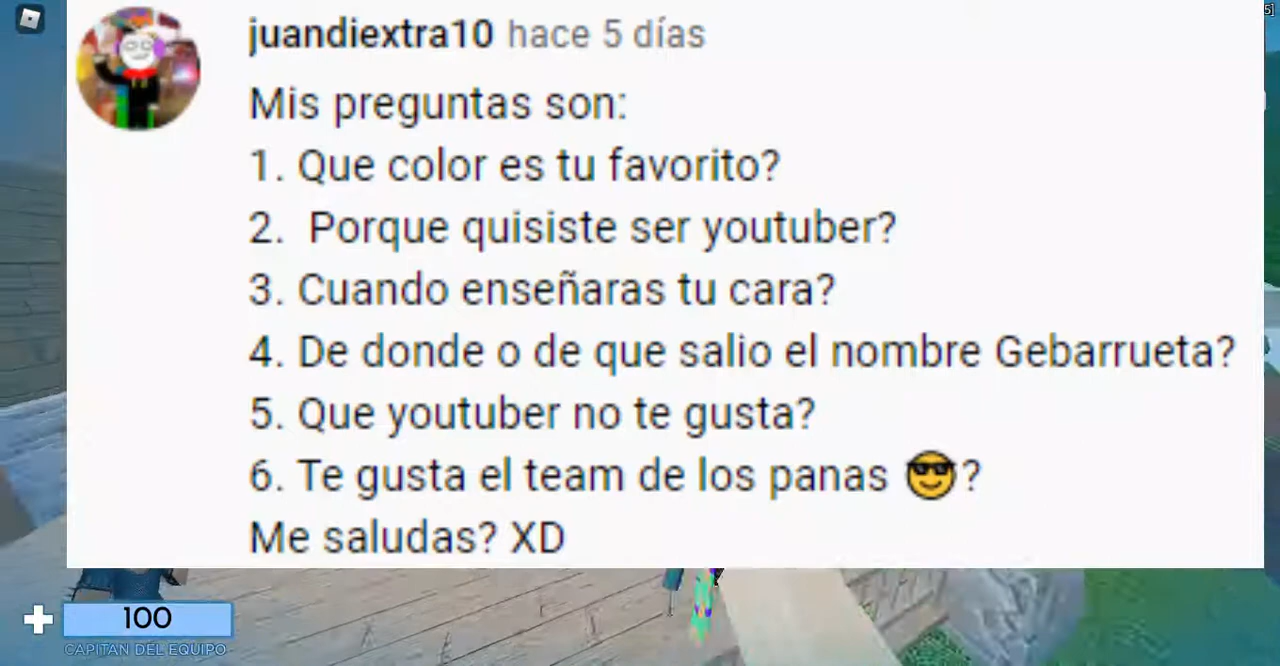 5]
juandiextra10 hace 5 días
Mis preguntas son:
1. Que color es tu favorito?
2. Porque quisiste ser youtuber?
3. Cuando enseñaras tu cara?
4. De donde o de que salio el nombre Gebarrueta?
5. Que youtuber no te gusta?
6. Te gusta el team de los panas 😎?
Me saludas? XD
100
CAPITAN DEL EQUIPO